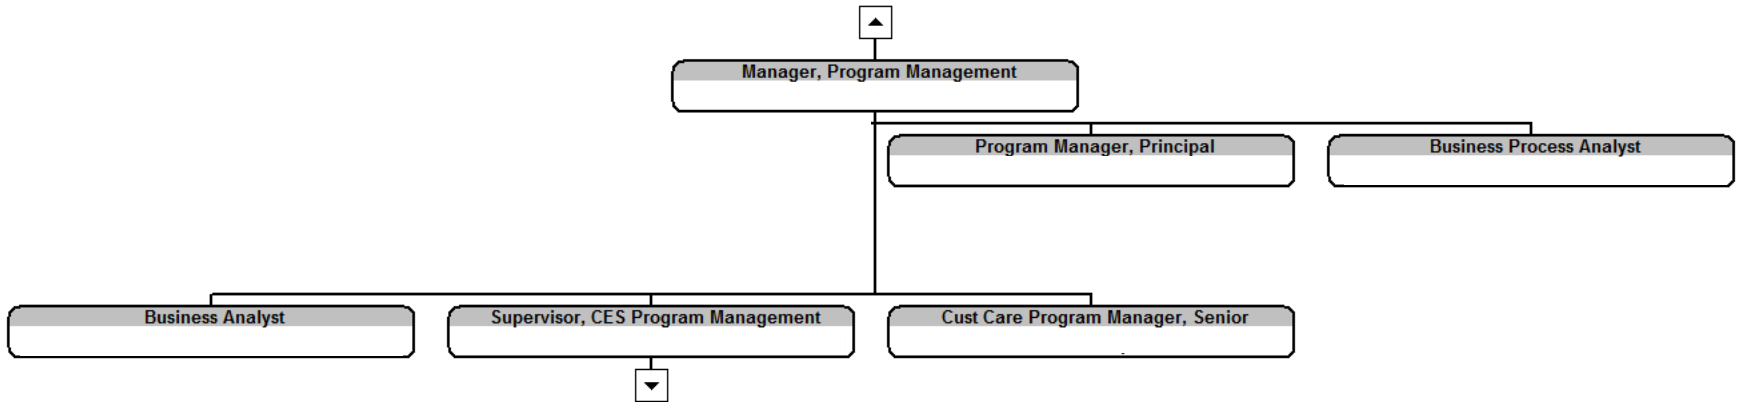 Manager, Program Management
Program Manager, Principal
Business Process Analyst
Business Analyst
Supervisor, CES Program Management
Cust Care Program Manager, Senior